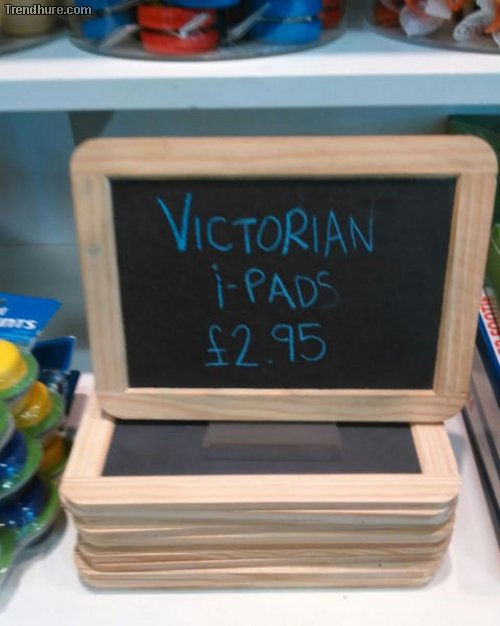 Trendhure.com
VICTORIAN
i-PADS
£2.95